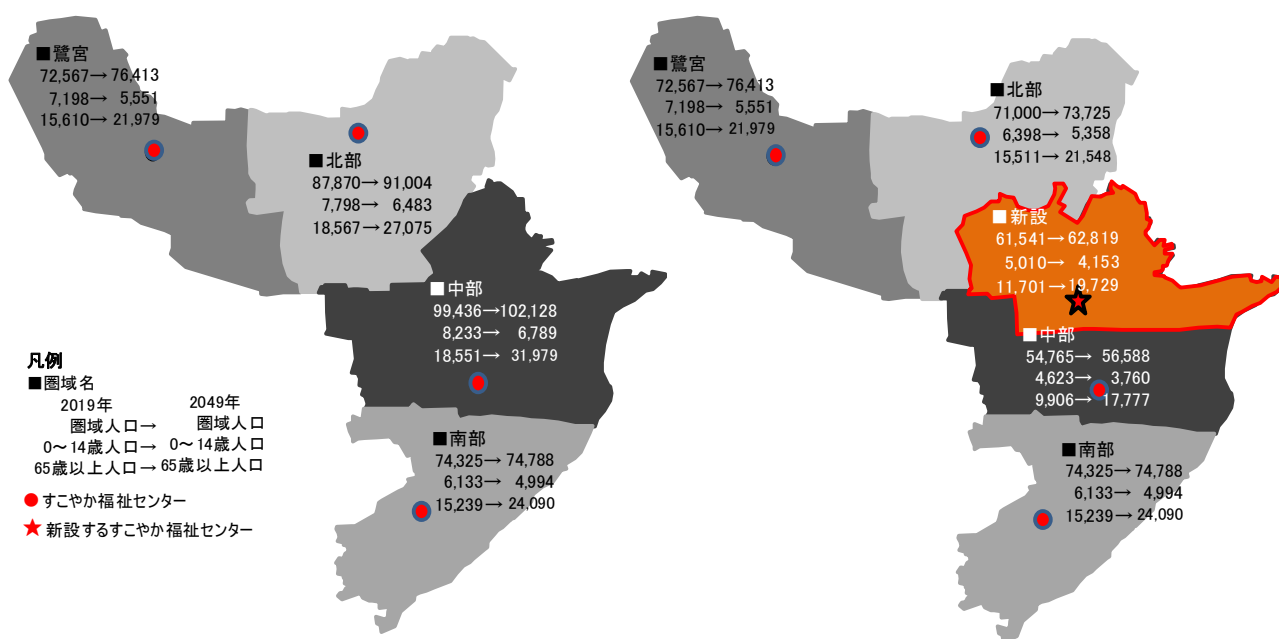 ■鷺宮
72,567→76,413
7,198→ 5,551
15,610→21,979
■北部
87,870→91,004
7,798→ 6,483
18,567→27,075
■中部
99,436→102,128
8,233→ 6,789
18,551→ 31,979
■南部
74,325→74,788
6,133→ 4,994
15,239→24,090
凡例
■圏域名
2019年 2049年
圏域人口→ 圏域人口
0~14歳人口→ 0~14歳人口
65歳以上人口→ 65歳以上人口
●すこやか福祉センター
★新設するすこやか福祉センター
■鷺宮
72,567→76,413
7,198→ 5,551
15,610→21,979
■北部
71,000→73,725
6,398→ 5,358
15,511→21,548
■新設
61,541→62,819
5,010→ 4,153
11,701→19,729
■中部
54,765→56,588
4,623→ 3,760
9,906→17,777
■南部
74,325→74,788
6,133→ 4,994
15,239→24,090